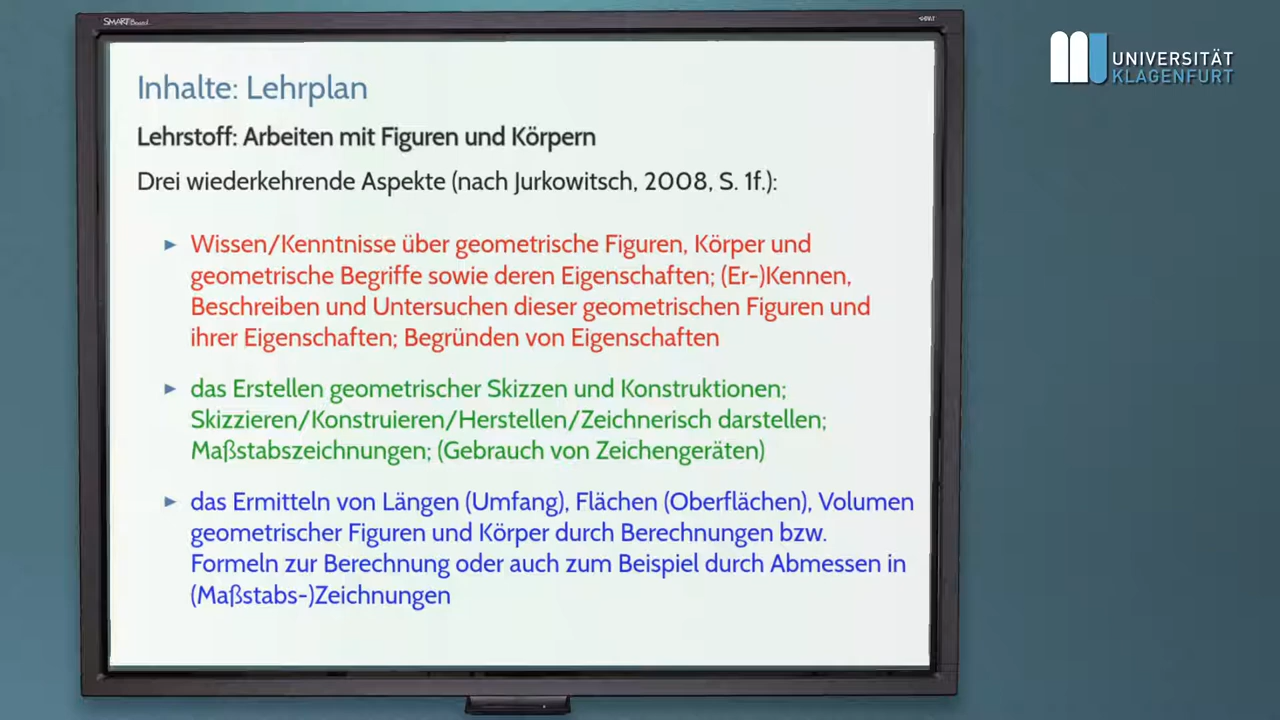 SMART Board
UNIVERSITÄT
KLAGENFURT
Inhalte: Lehrplan
Lehrstoff: Arbeiten mit Figuren und Körpern
Drei wiederkehrende Aspekte (nach Jurkowitsch, 2008, S. 1f.):
► Wissen/Kenntnisse über geometrische Figuren, Körper und
geometrische Begriffe sowie deren Eigenschaften; (Er-)Kennen,
Beschreiben und Untersuchen dieser geometrischen Figuren und
ihrer Eigenschaften; Begründen von Eigenschaften
► das Erstellen geometrischer Skizzen und Konstruktionen;
Skizzieren/Konstruieren/Herstellen/Zeichnerisch darstellen;
Maßstabszeichnungen; (Gebrauch von Zeichengeräten)
► das Ermitteln von Längen (Umfang), Flächen (Oberflächen), Volumen
geometrischer Figuren und Körper durch Berechnungen bzw.
Formeln zur Berechnung oder auch zum Beispiel durch Abmessen in
(Maßstabs-)Zeichnungen